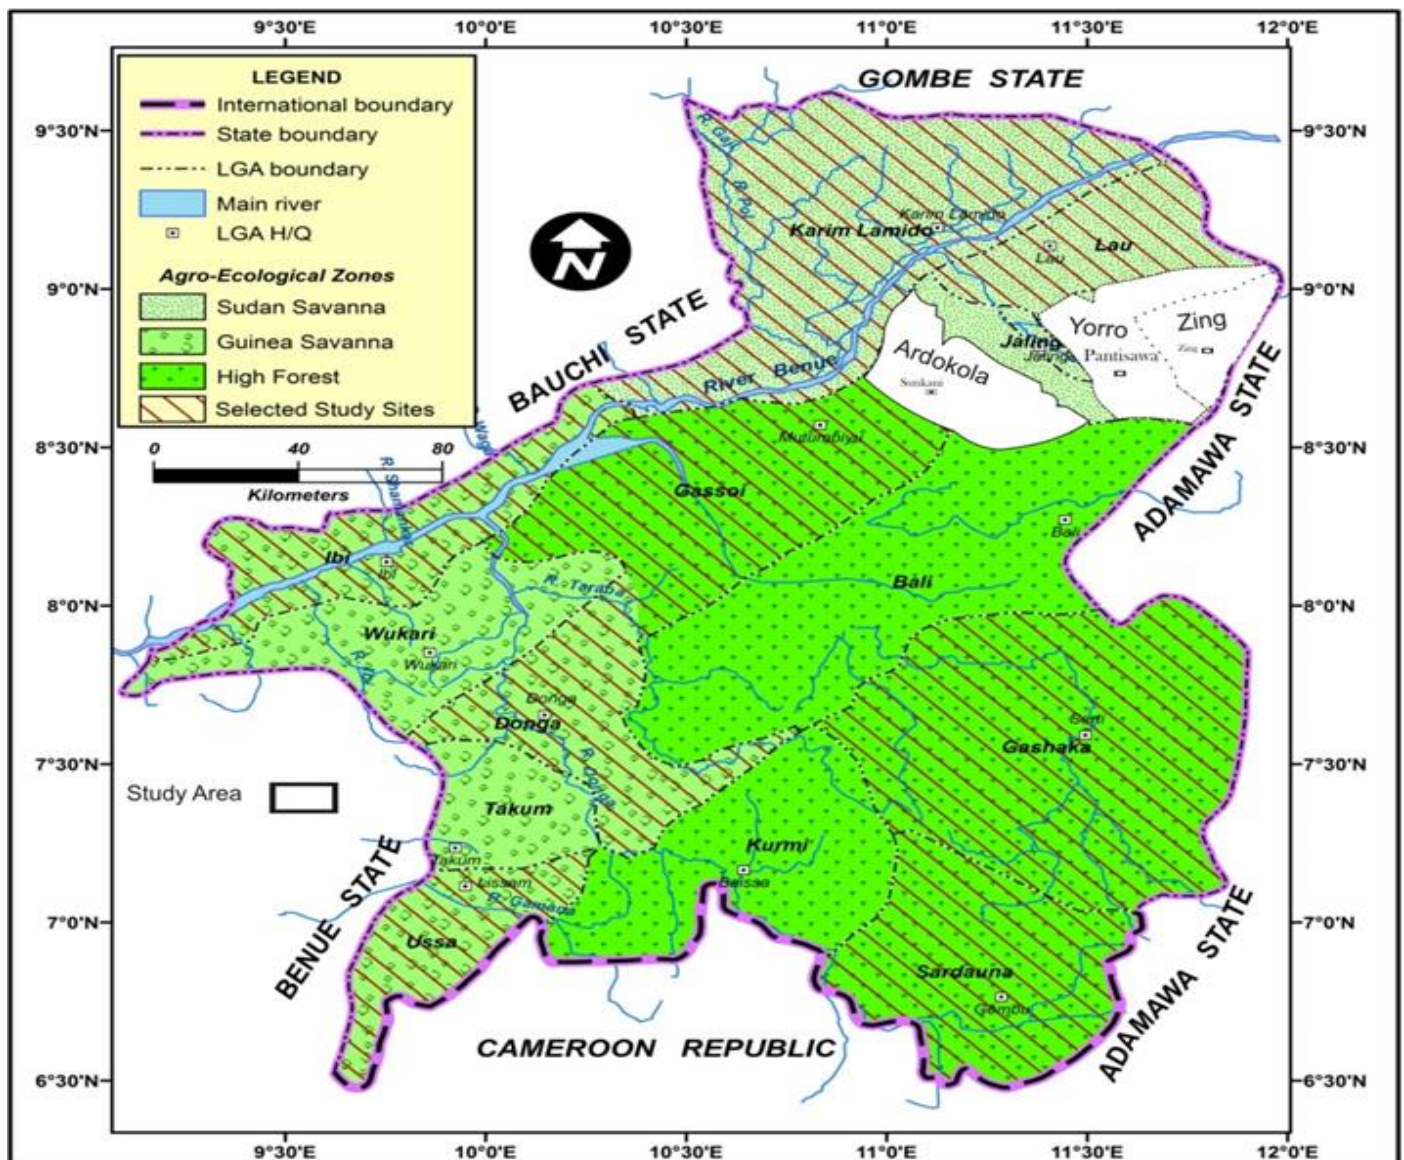 9°30'E 10°0'E 10°30'E 11°0'E 11°30'E 12°0'E
LEGEND
International boundary
State boundary
LGA boundary
Main river
LGA H/Q
Agro-Ecological Zones
Sudan Savanna
Guinea Savanna
High Forest
Selected Study Sites
0 40 80
Kilometers
N
GOMBE STATE
9°30'N 9°30'N
R. Pol
Karim Lamido
Karim Lamido
Lau
Lau
9°0'N 9°0'N
BAUCHI STATE
Yorro
Zing
Jaling
Pantisawa
Zing
Ardokola
Sunkani
River Benue
ADAMAWA STATE
Mutumbiyu
8°30'N 8°30'N
Gassol
Bali
Bali
Ibi
Ibi
8°0'N 8°0'N
R. Taraba
Wukari
Wukari
Donga
Donga
R. Donga
Serti
Gashaka
7°30'N 7°30'N
Study Area
Takum
Takum
Kurmi
Baissa
Lissam
R. Gamana
Ussa
BENUE STATE
7°0'N 7°0'N
Sardauna
Gembu
ADAMAWA STATE
CAMEROON REPUBLIC
6°30'N 6°30'N
9°30'E 10°0'E 10°30'E 11°0'E 11°30'E 12°0'E